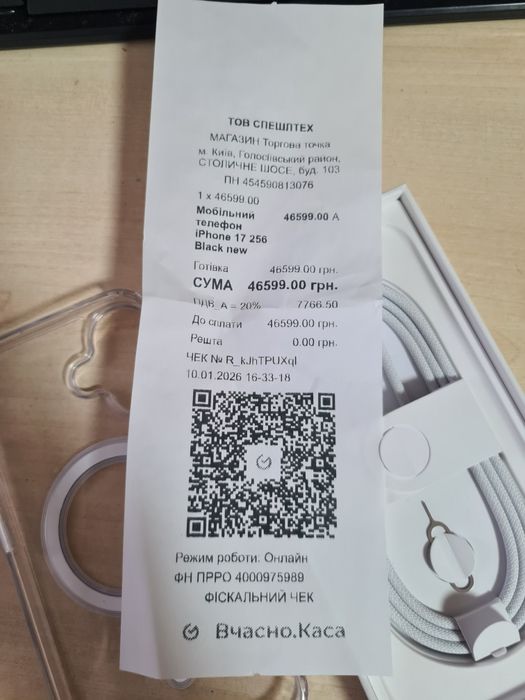 ТОВ СПЕШЛТЕХ
МАГАЗИН Торгова точка
м. Київ, Голосіївський район,
СТОЛИЧНЕ ШОСЕ, буд. 103
ПН 454590813076
1 x 46599.00
Мобільний 46599.00 А
телефон
iPhone 17 256
Black new
Готівка 46599.00 грн.
СУМА 46599.00 грн.
ПДВ_А = 20% 7766.50
До сплати 46599.00 грн.
Решта 0.00 грн.
ЧЕК № R_kJhTPUXqI
10.01.2026 16-33-18
Режим роботи: Онлайн
ФН ПРРО 4000975989
ФІСКАЛЬНИЙ ЧЕК
Вчасно.Каса